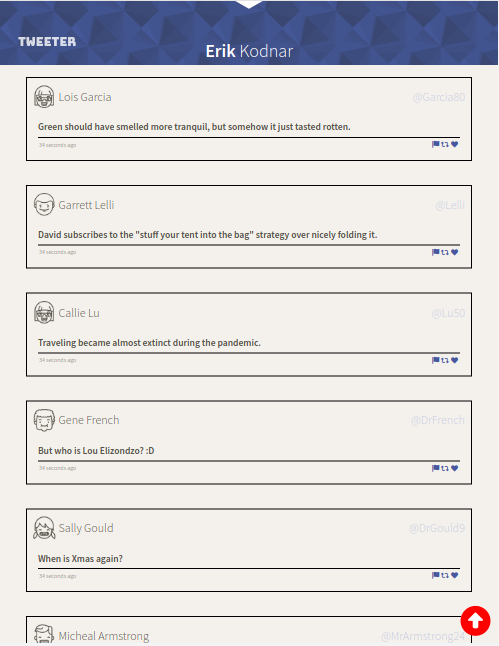 TWEETER
Erik Kodnar
Lois Garcia @Garcia80
Green should have smelled more tranquil, but somehow it just tasted rotten.
34 seconds ago
Garrett Lelli @Lelli
David subscribes to the "stuff your tent into the bag" strategy over nicely folding it.
34 seconds ago
Callie Lu @Lu50
Traveling became almost extinct during the pandemic.
34 seconds ago
Gene French @DrFrench
But who is Lou Elizondzo? :D
34 seconds ago
Sally Gould @DrGould9
When is Xmas again?
34 seconds ago
Micheal Armstrong @MrArmstrong24